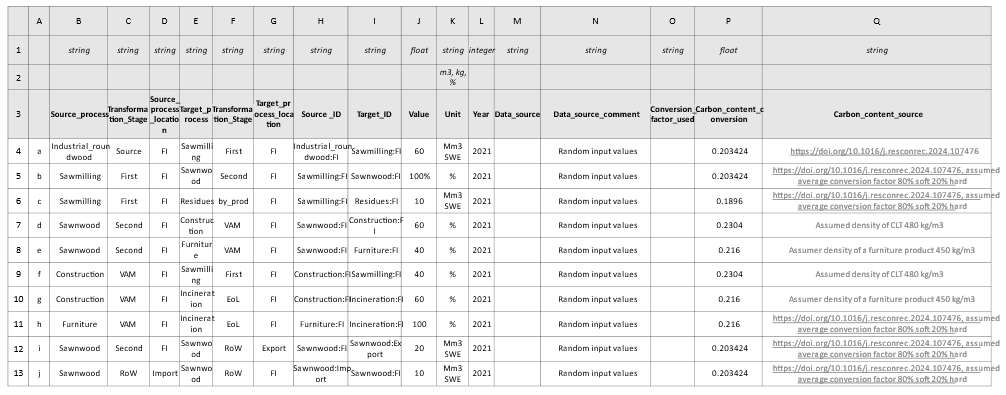 A B C D E F G H I J K L M N O P Q
1 string string string string string string string string float string integer string string string float string
2 m3, kg, %
3 Source_process Transformation_Stage Source_process_location Target_process Transformation_Stage Target_process_location Source _ID Target_ID Value Unit Year Data_source Data_source_comment Conversion_factor_used Carbon_content_conversion Carbon_content_source
4 a Industrial_roundwood Source FI Sawmilling First FI Industrial_roundwood:FI Sawmilling:FI 60 Mm3 SWE 2021 Random input values 0.203424 https://doi.org/10.1016/j.resconrec.2024.107476
5 b Sawmilling First FI Sawnwood Second FI Sawmilling:FI Sawnwood:FI 100% % 2021 Random input values 0.203424 https://doi.org/10.1016/j.resconrec.2024.107476, assumed average conversion factor 80% soft 20% hard
6 c Sawmilling First FI Residues by_prod FI Sawmilling:FI Residues:FI 10 Mm3 SWE 2021 Random input values 0.1896 https://doi.org/10.1016/j.resconrec.2024.107476, assumed average conversion factor 80% soft 20% hard
7 d Sawnwood Second FI Construction VAM FI Sawnwood:FI Construction:FI 60 % 2021 Random input values 0.2304 Assumed density of CLT 480 kg/m3
8 e Sawnwood Second FI Furniture VAM FI Sawnwood:FI Furniture:FI 40 % 2021 Random input values 0.216 Assumer density of a furniture product 450 kg/m3
9 f Construction VAM FI Sawmilling First FI Construction:FI Sawmilling:FI 40 % 2021 Random input values 0.2304 Assumed density of CLT 480 kg/m3
10 g Construction VAM FI Incineration EoL FI Construction:FI Incineration:FI 60 % 2021 Random input values 0.216 Assumer density of a furniture product 450 kg/m3
11 h Furniture VAM FI Incineration EoL FI Furniture:FI Incineration:FI 100 % 2021 Random input values 0.216 https://doi.org/10.1016/j.resconrec.2024.107476, assumed average conversion factor 80% soft 20% hard
12 i Sawnwood Second FI Sawnwood RoW Export Sawnwood:FI Sawnwood:Export 20 Mm3 SWE 2021 Random input values 0.203424 https://doi.org/10.1016/j.resconrec.2024.107476, assumed average conversion factor 80% soft 20% hard
13 j Sawnwood RoW Import Sawnwood RoW FI Sawnwood:Import Sawnwood:FI 10 Mm3 SWE 2021 Random input values 0.203424 https://doi.org/10.1016/j.resconrec.2024.107476, assumed average conversion factor 80% soft 20% hard